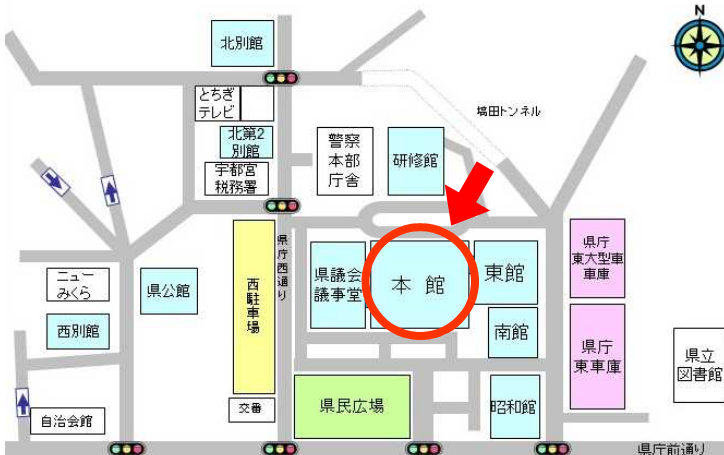 N
北別館
とちぎ
テレビ
北第2
別館
宇都宮
税務署
警察
本部
庁舎
研修館
塙田トンネル
県庁西通り
ニュー
みくら
県公館
西駐車場
県議会
議事堂
本 館
東館
県庁
東大型車
車庫
西別館
南館
県庁
東車庫
県立
図書館
自治会館
交番
県民広場
昭和館
県庁前通り